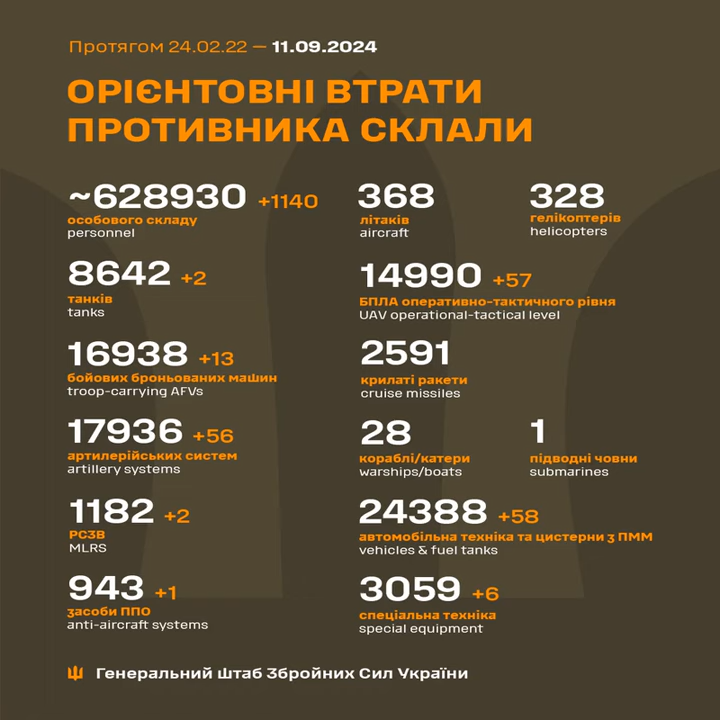 Протягом 24.02.22 — 11.09.2024
ОРІЄНТОВНІ ВТРАТИ
ПРОТИВНИКА СКЛАЛИ
~628930 +1140
особового складу
personnel
368
літаків
aircraft
328
гелікоптерів
helicopters
8642 +2
танків
tanks
14990 +57
БПЛА оперативно-тактичного рівня
UAV operational-tactical level
16938 +13
бойових броньованих машин
troop-carrying AFVs
2591
крилаті ракети
cruise missiles
17936 +56
артилерійських систем
artillery systems
28
кораблі/катери
warships/boats
1
підводні човни
submarines
1182 +2
РСЗВ
MLRS
24388 +58
автомобільна техніка та цистерни з ПММ
vehicles & fuel tanks
943 +1
засоби ППО
anti-aircraft systems
3059 +6
спеціальна техніка
special equipment
Генеральний штаб Збройних Сил України